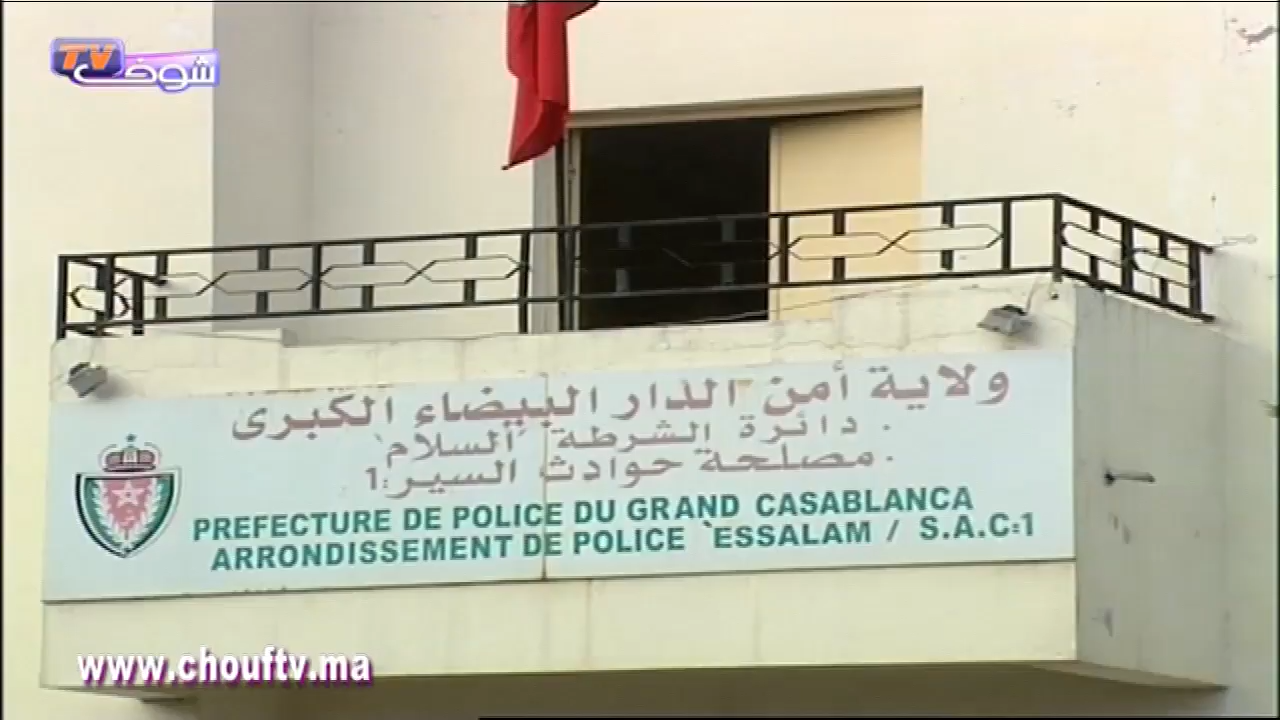 TV شوف
ولاية أمن الدار البيضاء الكبرى
. دائرة الشرطة "السلام"
. مصلحة حوادث السير:1
PREFECTURE DE POLICE DU GRAND CASABLANCA
ARRONDISSEMENT DE POLICE `ESSALAM / S.A.C:1
www.chouftv.ma